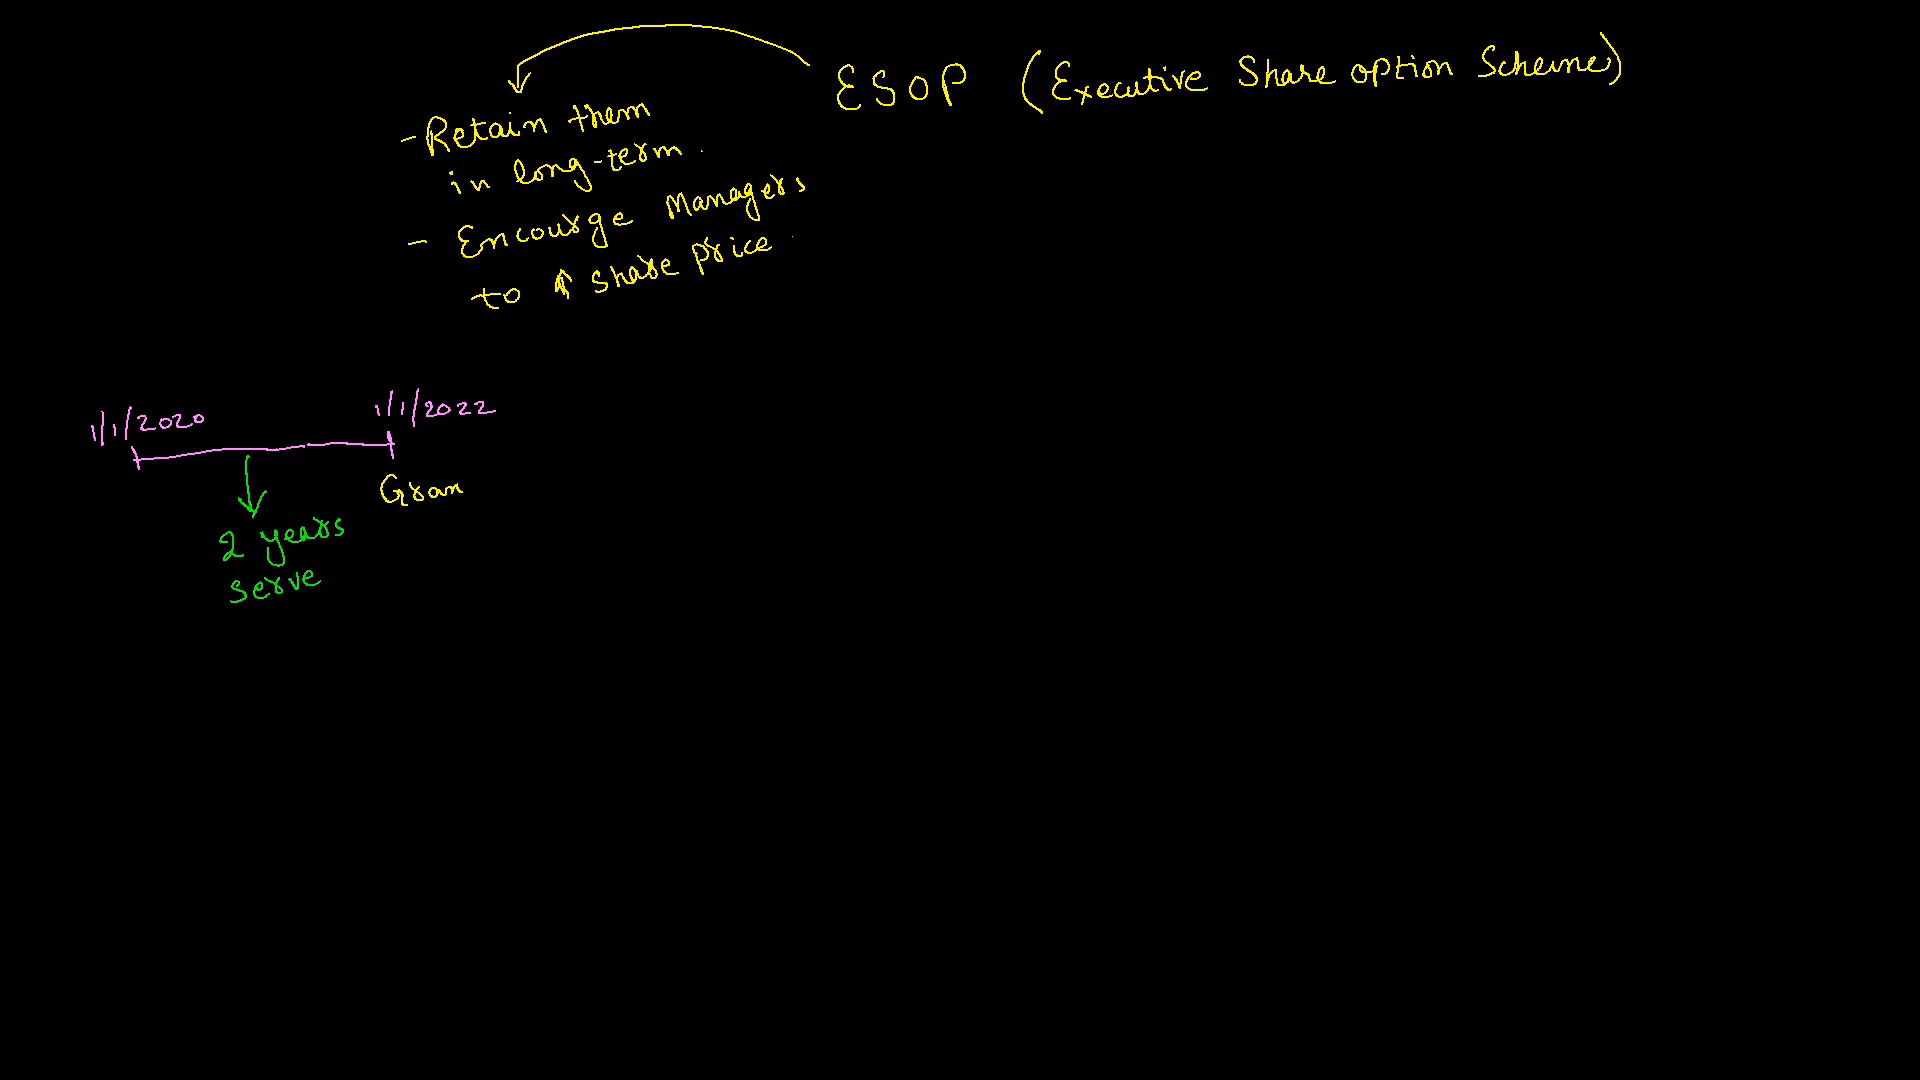 ESOP (Executive Share option Scheme)
- Retain them
in long-term.
- Encourge Managers
to ↑ share price.
1/1/2020
1/1/2022
Gran
2 years
serve